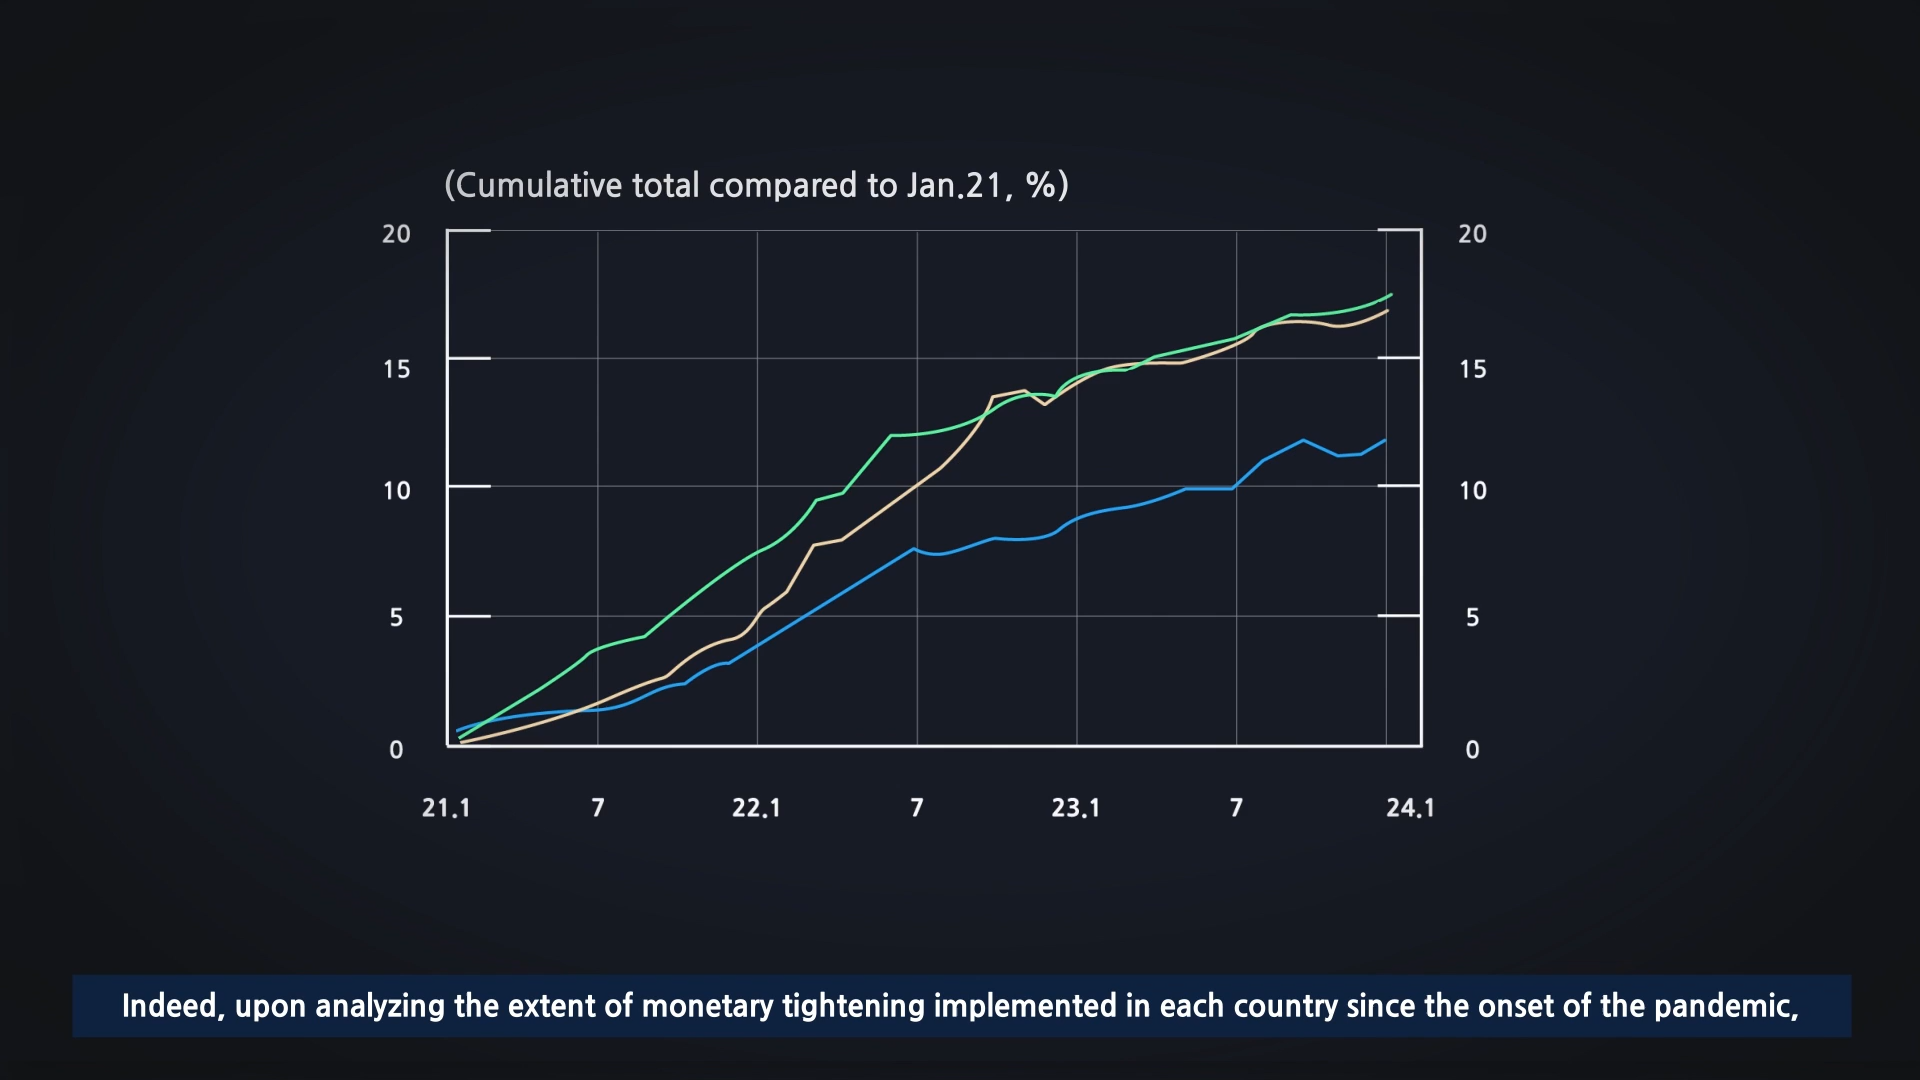 (Cumulative total compared to Jan.21, %)
20 20
15 15
10 10
5 5
0 0
21.1 7 22.1 7 23.1 7 24.1
Indeed, upon analyzing the extent of monetary tightening implemented in each country since the onset of the pandemic,